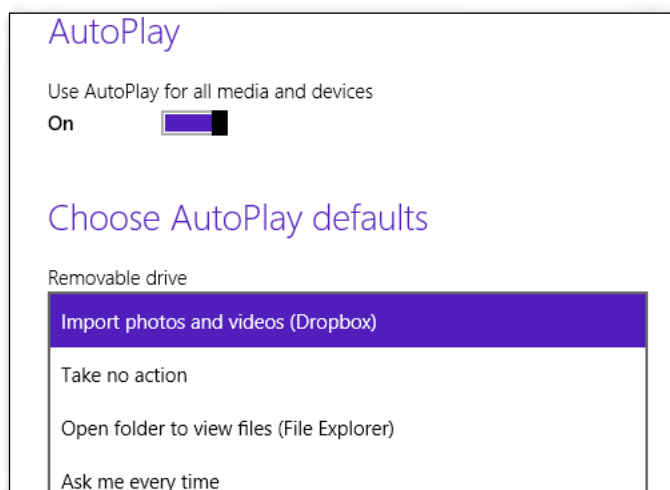 AutoPlay
Use AutoPlay for all media and devices
On
Choose AutoPlay defaults
Removable drive
Import photos and videos (Dropbox)
Take no action
Open folder to view files (File Explorer)
Ask me every time